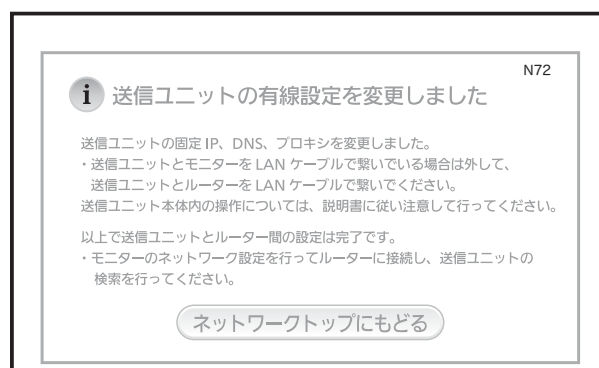 N72
i 送信ユニットの有線設定を変更しました
送信ユニットの固定 IP、DNS、プロキシを変更しました。
・送信ユニットとモニターを LAN ケーブルで繋いでいる場合は外して、
送信ユニットとルーターを LAN ケーブルで繋いでください。
送信ユニット本体内の操作については、説明書に従い注意して行ってください。
以上で送信ユニットとルーター間の設定は完了です。
・モニターのネットワーク設定を行ってルーターに接続し、送信ユニットの
検索を行ってください。
ネットワークトップにもどる